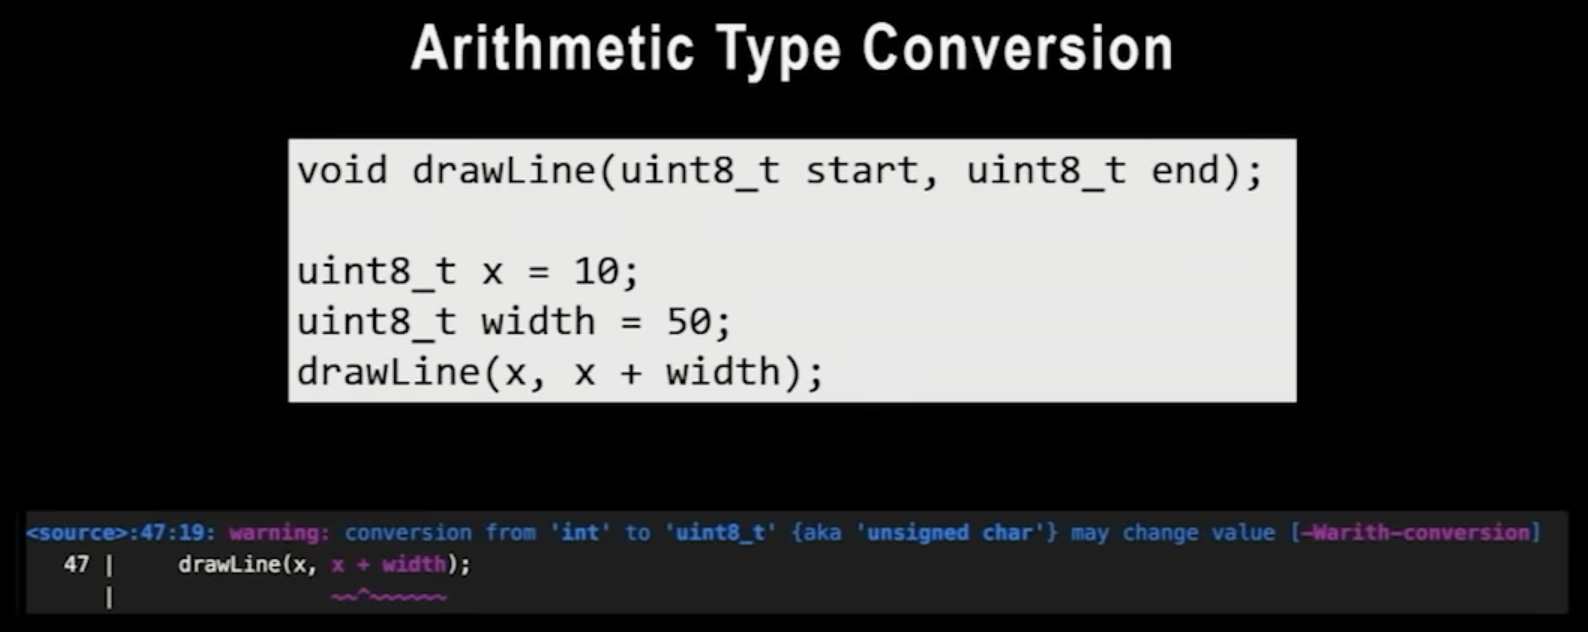 Arithmetic Type Conversion
void drawLine(uint8_t start, uint8_t end);
uint8_t x = 10;
uint8_t width = 50;
drawLine(x, x + width);
<source>:47:19: warning: conversion from 'int' to 'uint8_t' {aka 'unsigned char'} may change value [-Warith-conversion]
47 | drawLine(x, x + width);
| ~~^~~~~~~